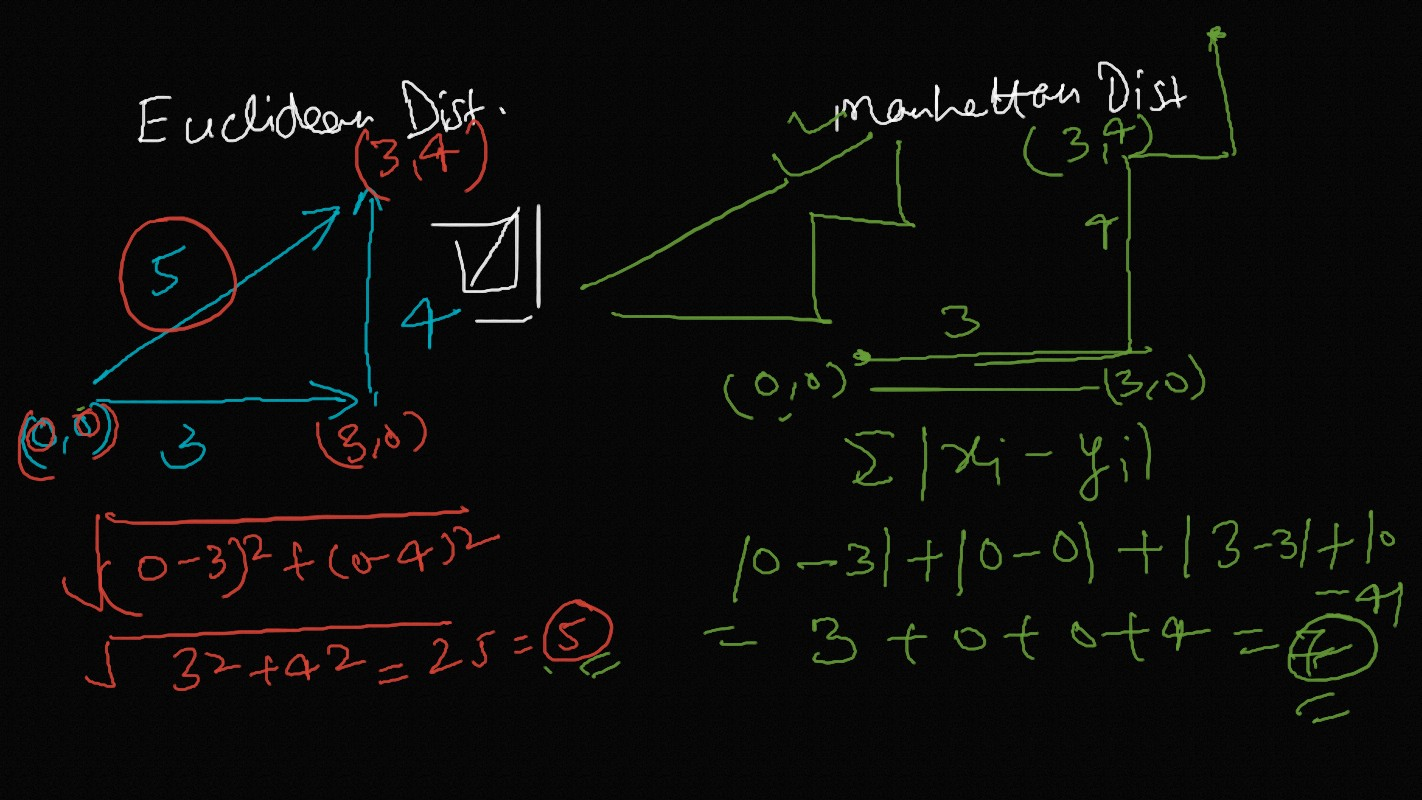 Euclidean Dist.
(3,4)
5
4
(0,0)
3
(3,0)
√(0-3)² + (0-4)²
√3² + 4² = 25 = 5
Manhattan Dist
(3,4)
4
3
(0,0)
(3,0)
Σ |xi - yi|
|0-3| + |0-0| + |3-3| + |0
-4|
= 3 + 0 + 0 + 4 = 7